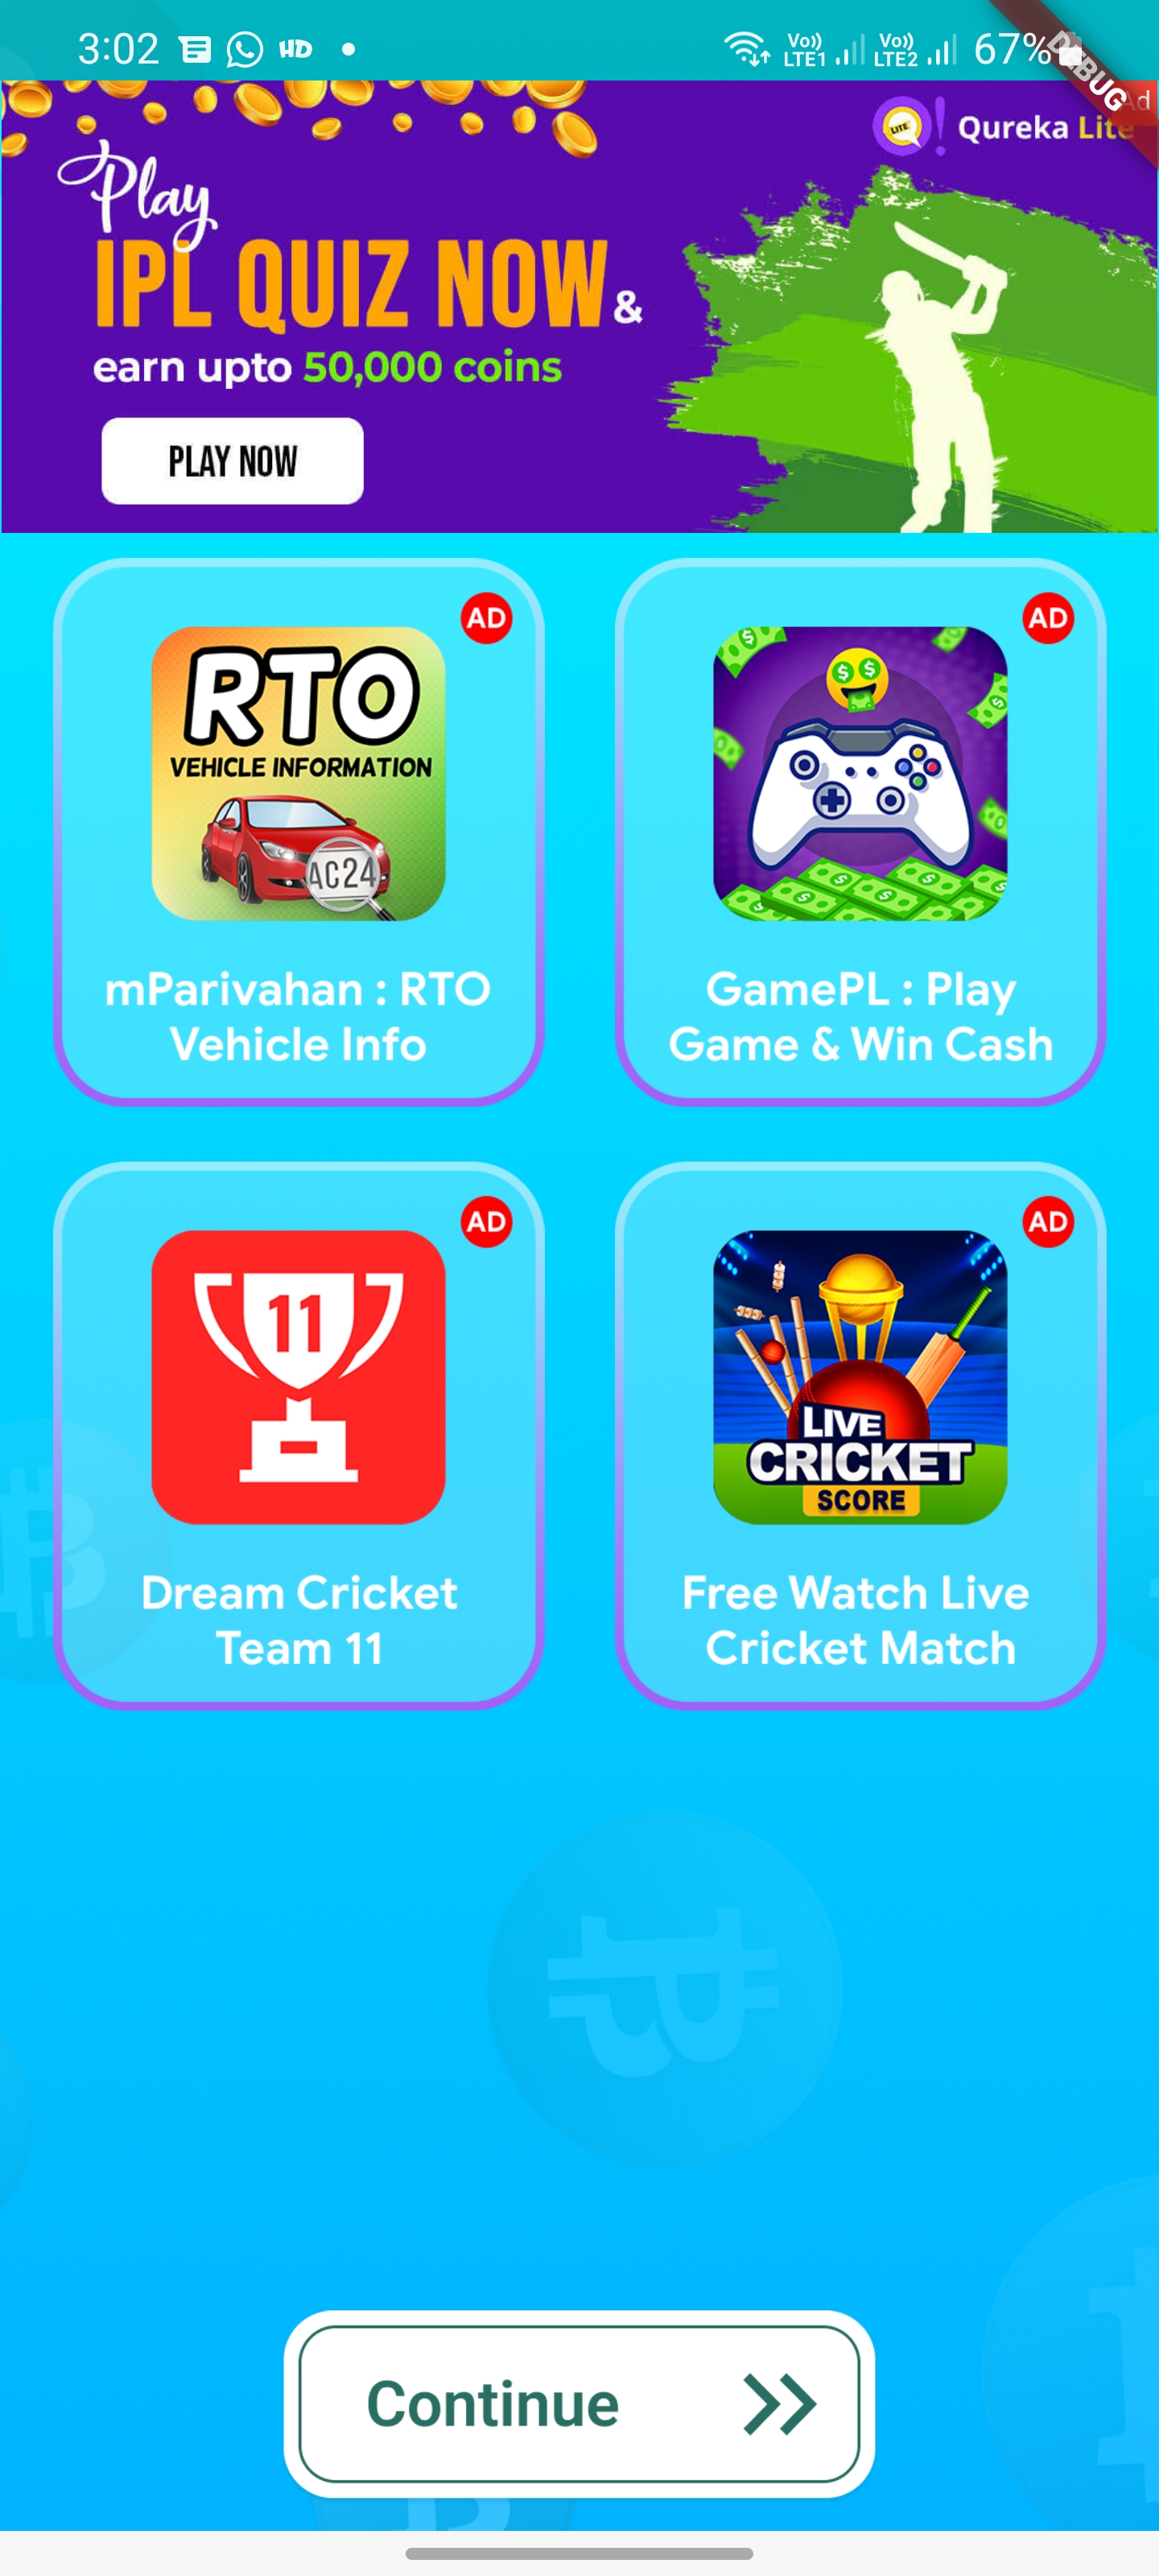 3:02 HD Vo)) LTE1 Vo)) LTE2 67%
DEBUG
Ad
LITE Qureka Lite
Play
IPL QUIZ NOW &
earn upto 50,000 coins
PLAY NOW
AD
RTO
VEHICLE INFORMATION
AC24
mParivahan : RTO
Vehicle Info
AD
GamePL : Play
Game & Win Cash
AD
11
Dream Cricket
Team 11
AD
LIVE
CRICKET
SCORE
Free Watch Live
Cricket Match
Continue